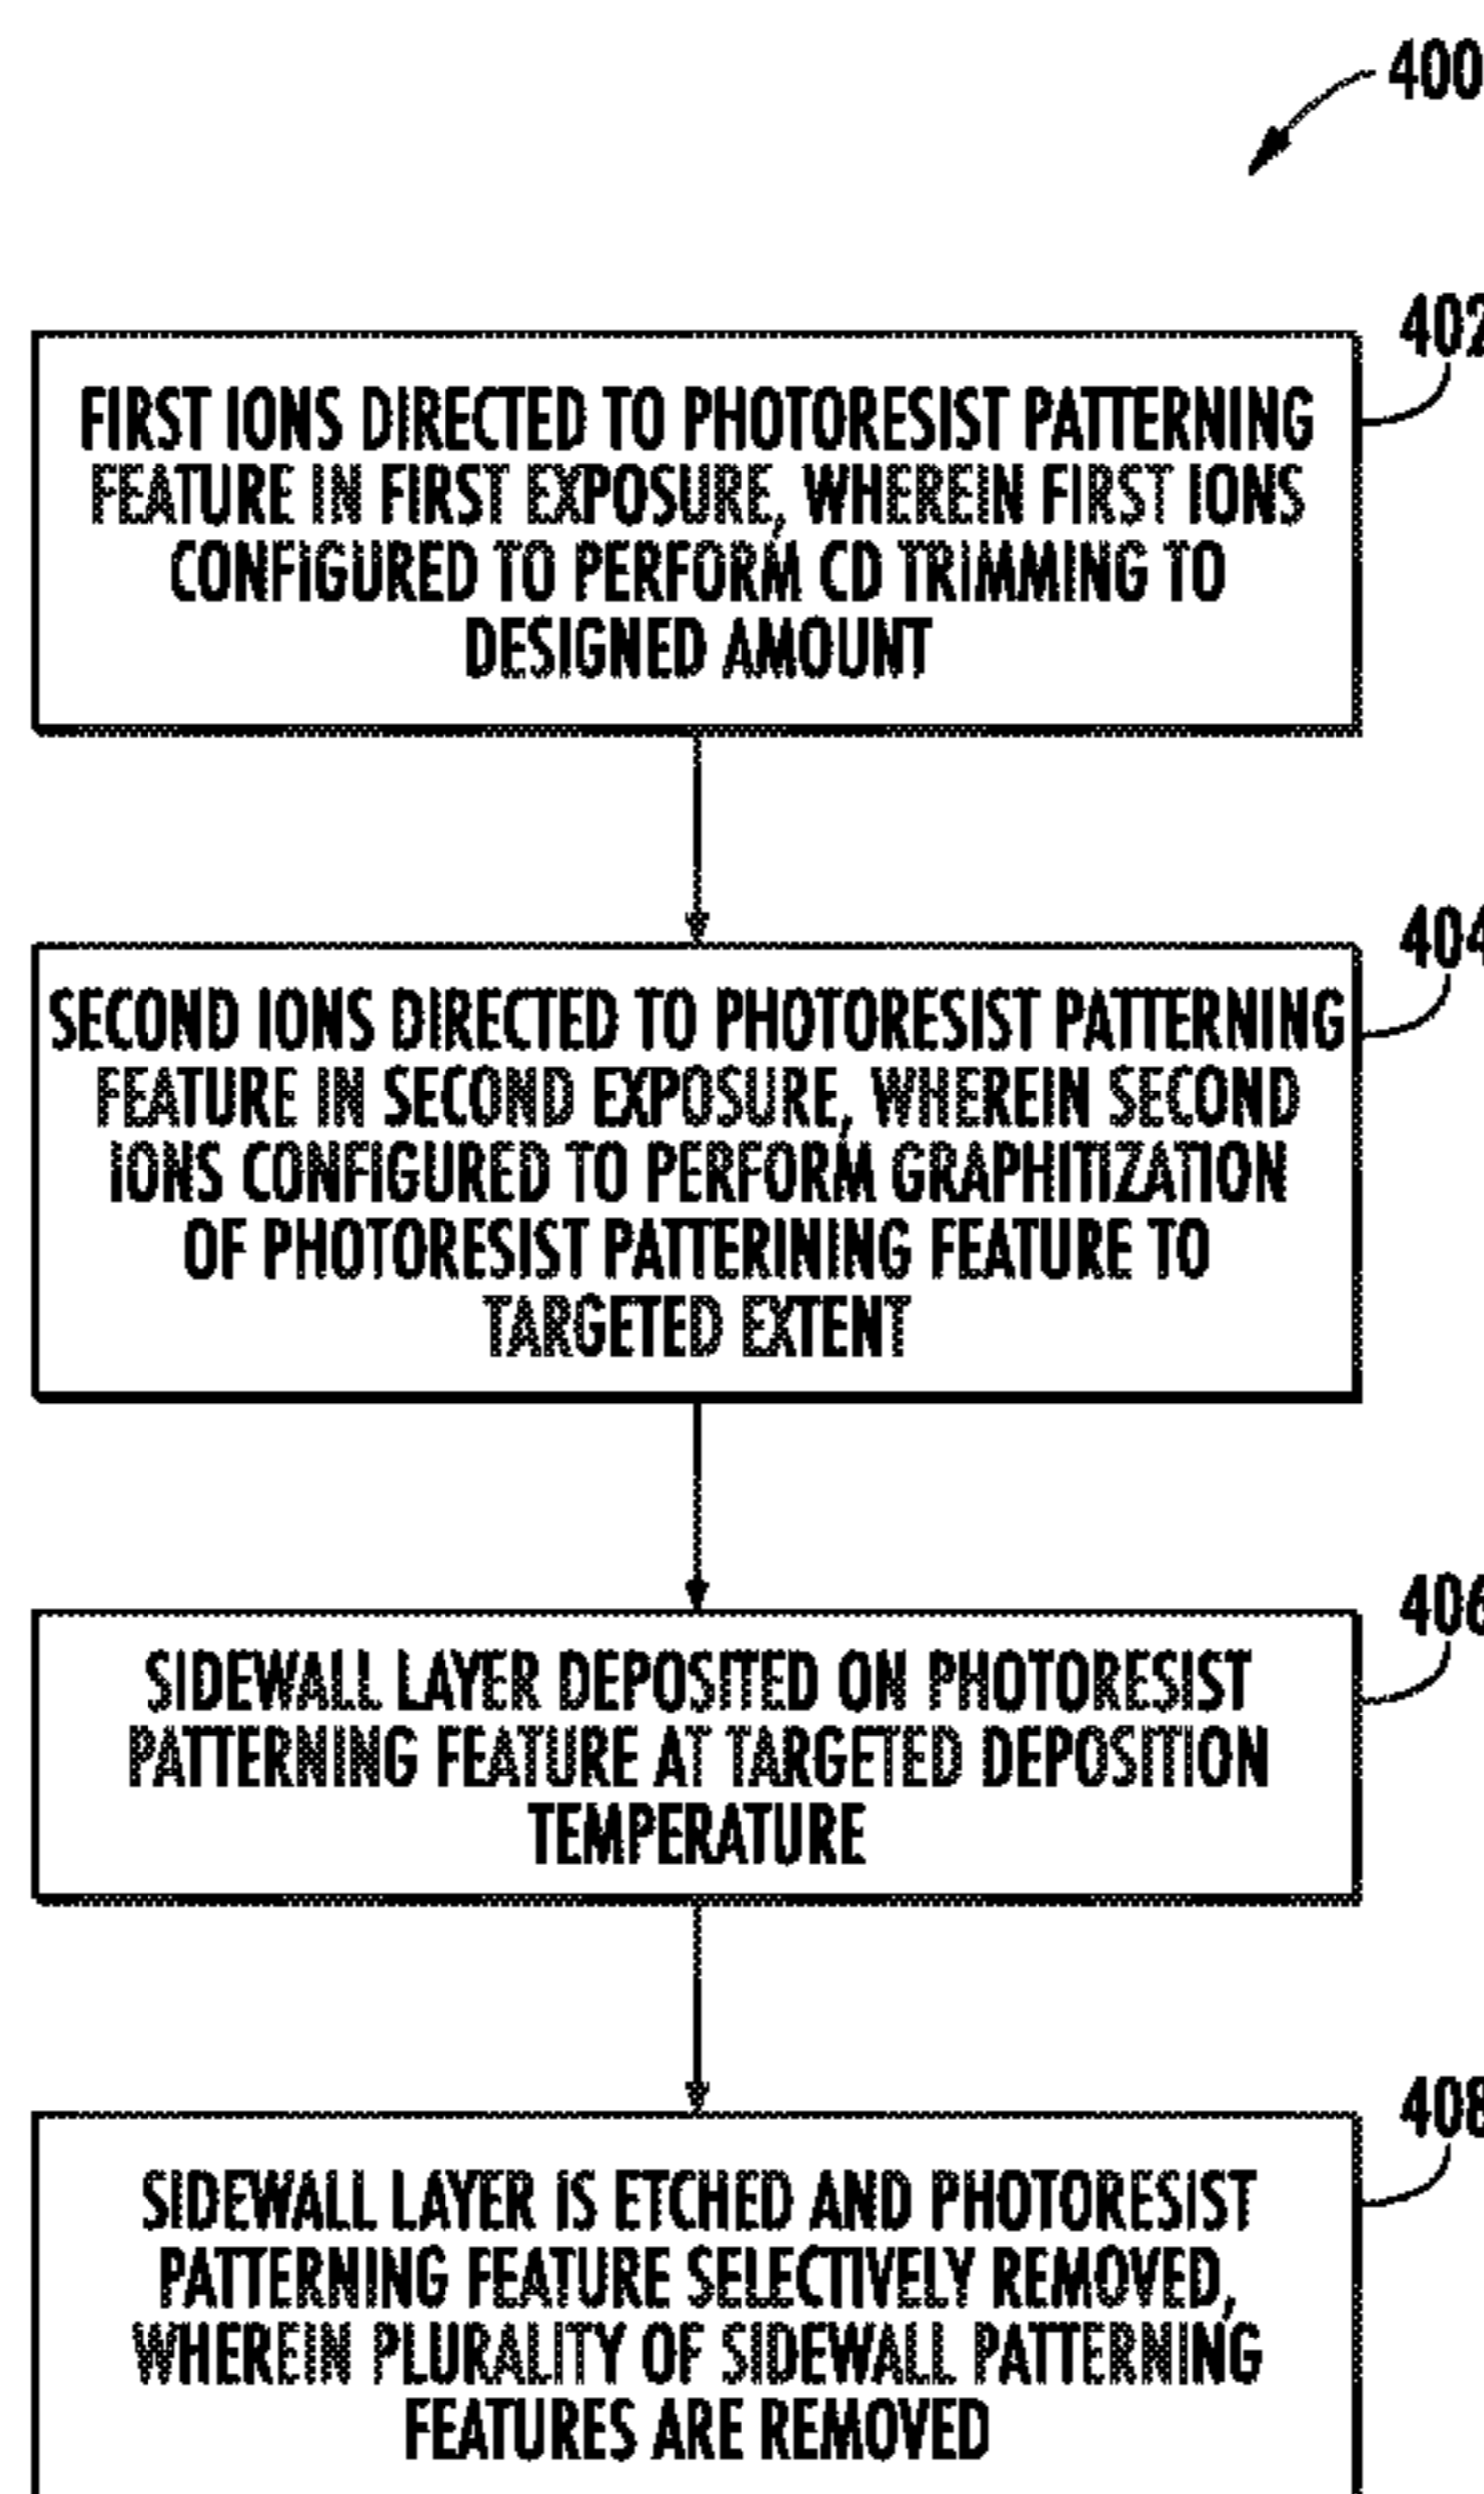 400
402
FIRST IONS DIRECTED TO PHOTORESIST PATTERNING
FEATURE IN FIRST EXPOSURE, WHEREIN FIRST IONS
CONFIGURED TO PERFORM CD TRIMMING TO
DESIGNED AMOUNT
404
SECOND IONS DIRECTED TO PHOTORESIST PATTERNING
FEATURE IN SECOND EXPOSURE, WHEREIN SECOND
IONS CONFIGURED TO PERFORM GRAPHITIZATION
OF PHOTORESIST PATTERINING FEATURE TO
TARGETED EXTENT
406
SIDEWALL LAYER DEPOSITED ON PHOTORESIST
PATTERNING FEATURE AT TARGETED DEPOSITION
TEMPERATURE
408
SIDEWALL LAYER IS ETCHED AND PHOTORESIST
PATTERNING FEATURE SELECTIVELY REMOVED,
WHEREIN PLURALITY OF SIDEWALL PATTERNING
FEATURES ARE REMOVED